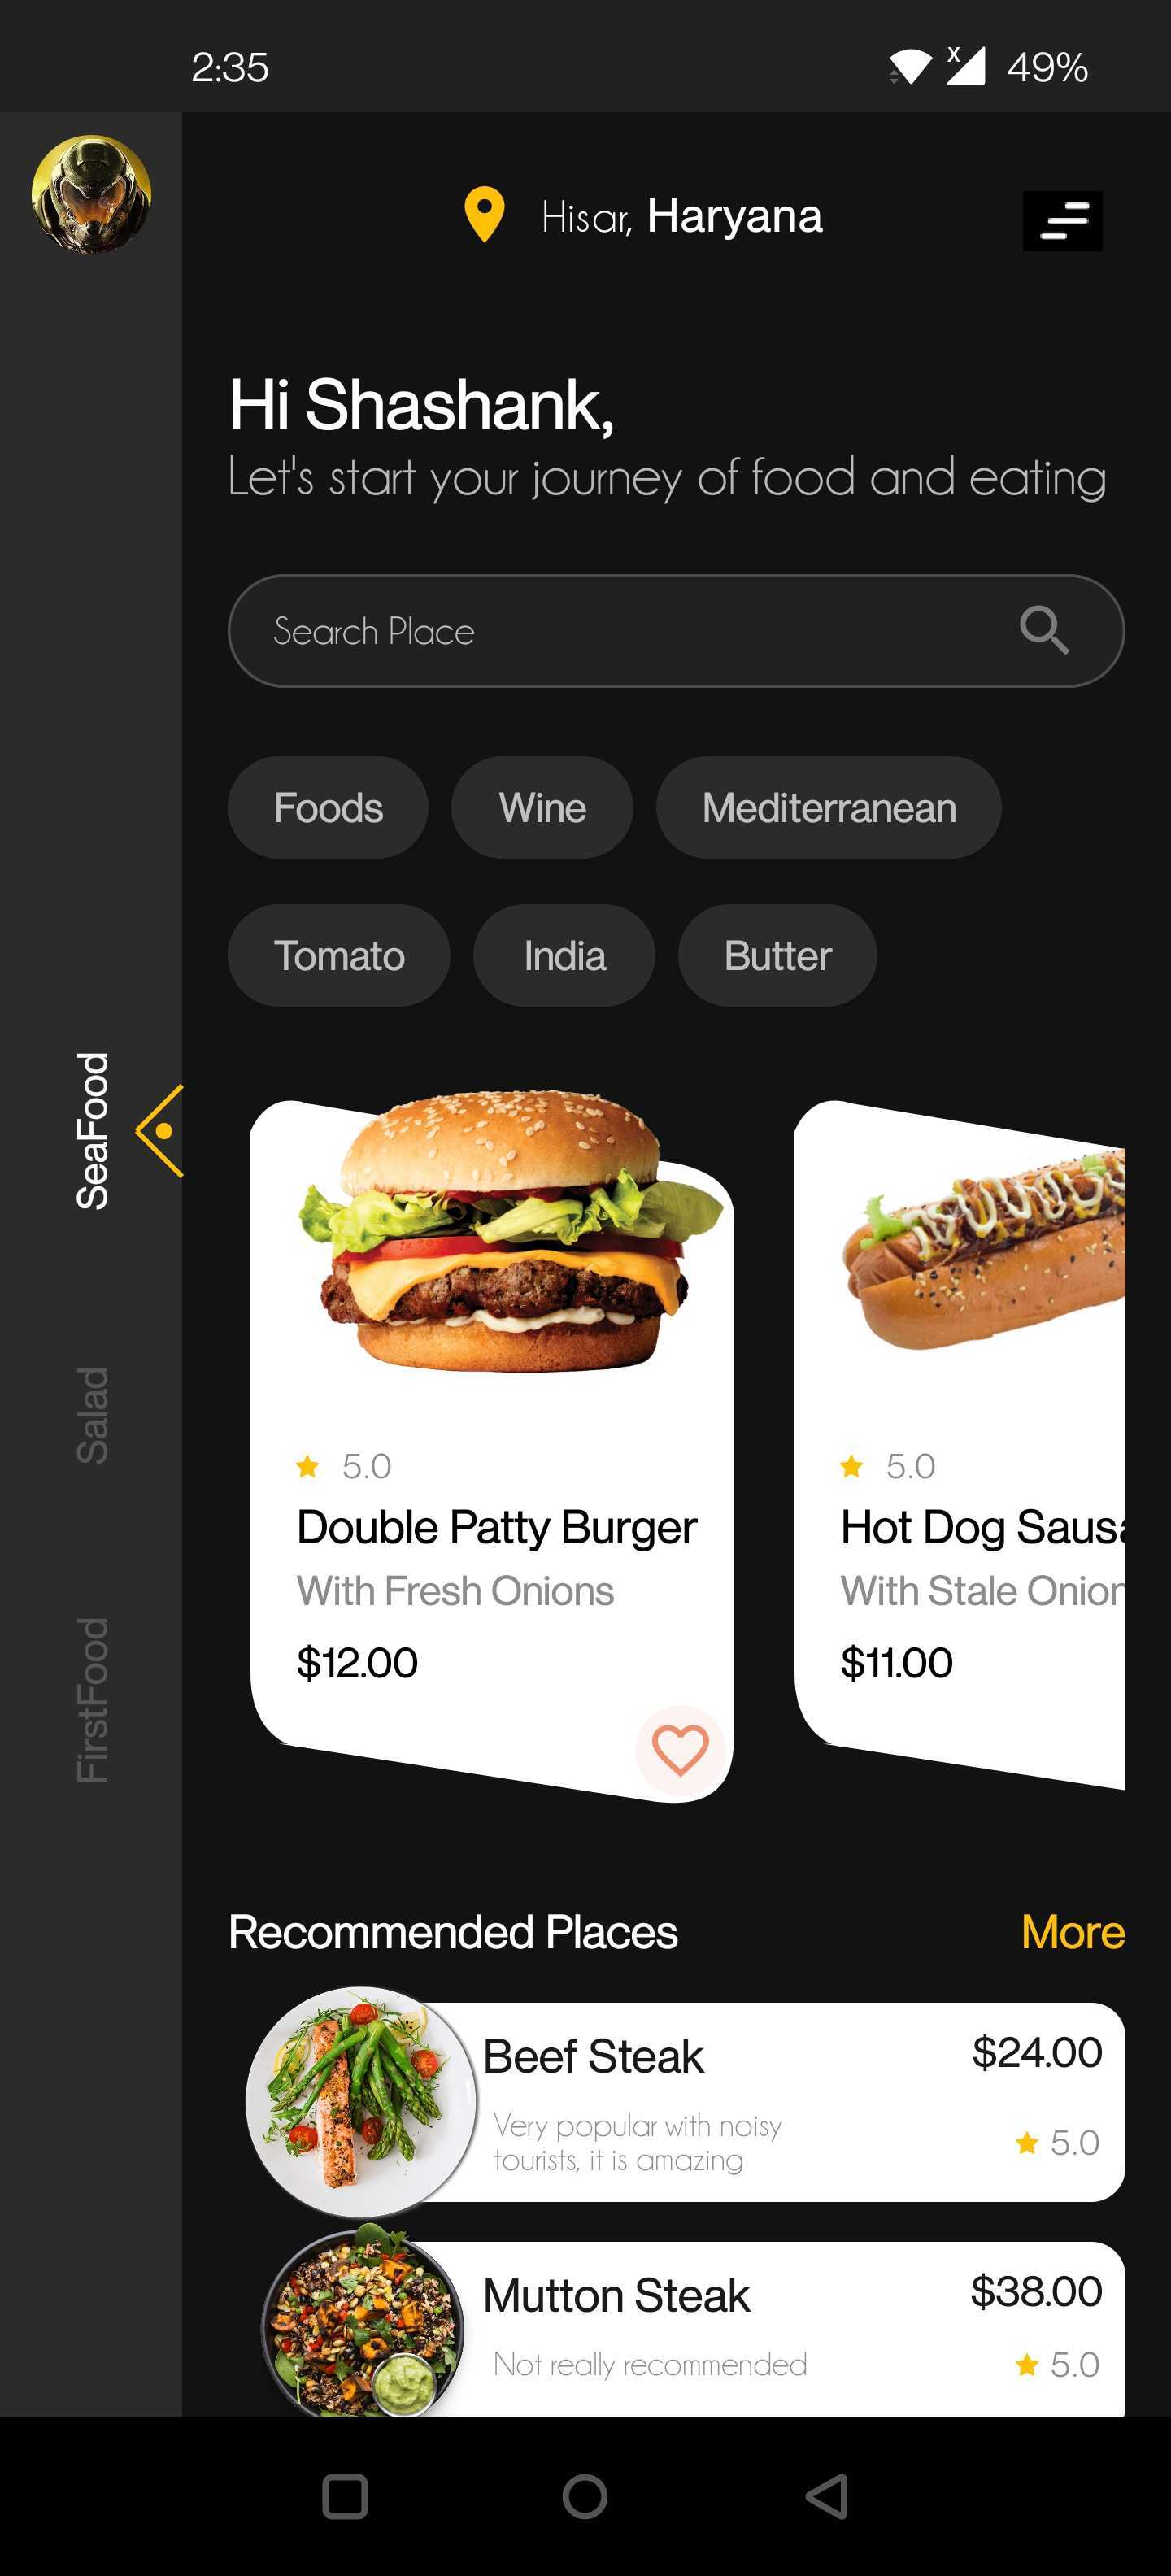 2:35
X
49%
Hisar, Haryana
Hi Shashank,
Let's start your journey of food and eating
Search Place
Foods
Wine
Mediterranean
Tomato
India
Butter
SeaFood
Salad
FirstFood
5.0
Double Patty Burger
With Fresh Onions
$12.00
5.0
Hot Dog Sausa
With Stale Onion
$11.00
Recommended Places
More
Beef Steak
$24.00
Very popular with noisy
tourists, it is amazing
5.0
Mutton Steak
$38.00
Not really recommended
5.0